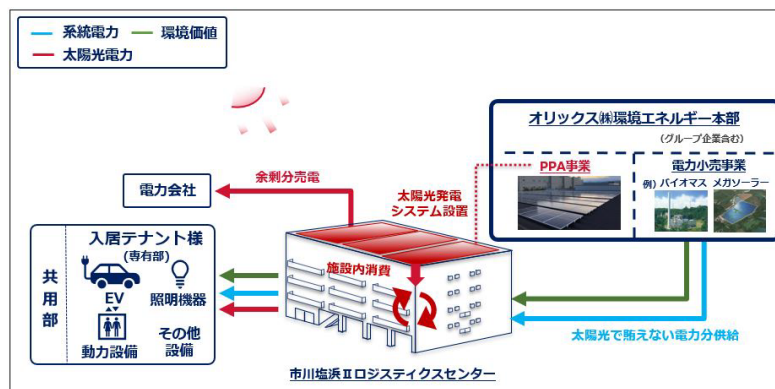 系統電力 環境価値
太陽光電力
オリックス㈱環境エネルギー本部
(グループ企業含む)
PPA事業
電力小売事業
例) バイオマス メガソーラー
電力会社
余剰分売電
太陽光発電
システム設置
入居テナント様
(専有部)
共用部
EV
照明機器
動力設備
その他
設備
施設内消費
太陽光で賄えない電力分供給
市川塩浜Ⅱロジスティクスセンター